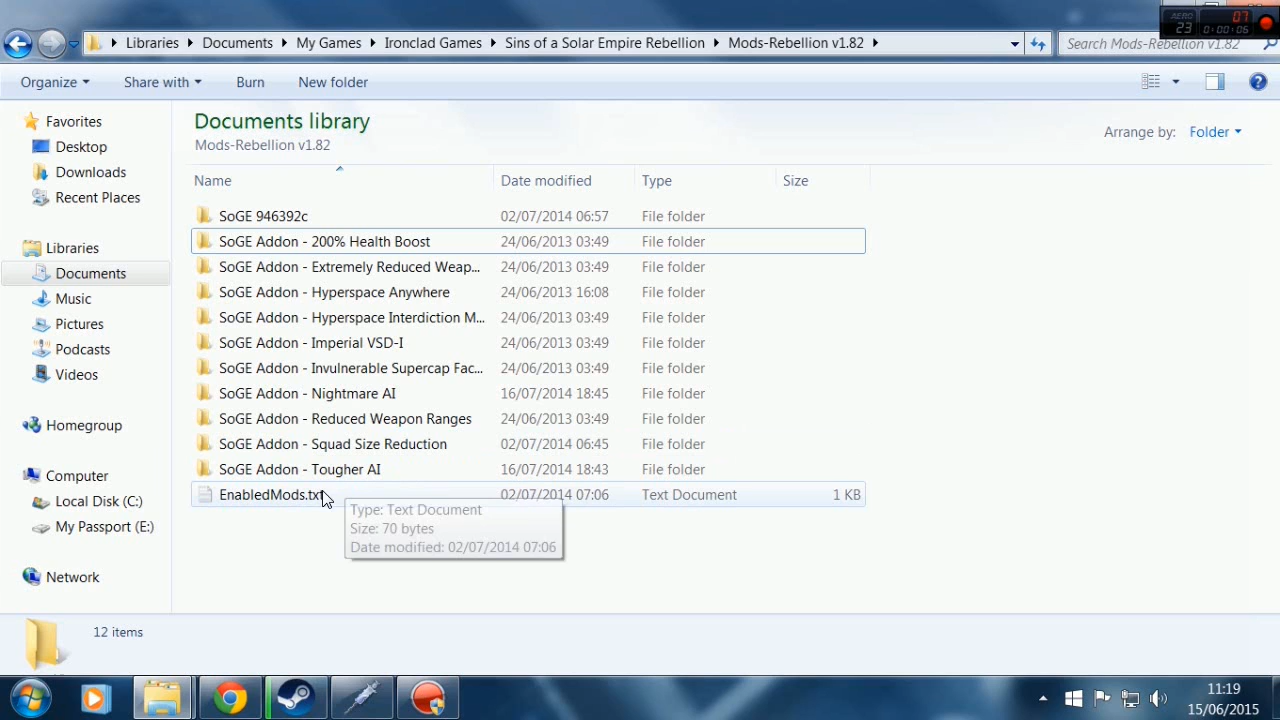 AERO
23
07
0:00:06
Libraries Documents My Games Ironclad Games Sins of a Solar Empire Rebellion Mods-Rebellion v1.82
Search Mods-Rebellion v1.82
Organize Share with Burn New folder
Favorites
Desktop
Downloads
Recent Places
Libraries
Documents
Music
Pictures
Podcasts
Videos
Homegroup
Computer
Local Disk (C:)
My Passport (E:)
Network
Documents library
Mods-Rebellion v1.82
Arrange by: Folder
Name Date modified Type Size
SoGE 946392c 02/07/2014 06:57 File folder
SoGE Addon - 200% Health Boost 24/06/2013 03:49 File folder
SoGE Addon - Extremely Reduced Weap... 24/06/2013 03:49 File folder
SoGE Addon - Hyperspace Anywhere 24/06/2013 16:08 File folder
SoGE Addon - Hyperspace Interdiction M... 24/06/2013 03:49 File folder
SoGE Addon - Imperial VSD-I 24/06/2013 03:49 File folder
SoGE Addon - Invulnerable Supercap Fac... 24/06/2013 03:49 File folder
SoGE Addon - Nightmare AI 16/07/2014 18:45 File folder
SoGE Addon - Reduced Weapon Ranges 24/06/2013 03:49 File folder
SoGE Addon - Squad Size Reduction 02/07/2014 06:45 File folder
SoGE Addon - Tougher AI 16/07/2014 18:43 File folder
EnabledMods.txt 02/07/2014 07:06 Text Document 1 KB
Type: Text Document
Size: 70 bytes
Date modified: 02/07/2014 07:06
12 items
11:19
15/06/2015